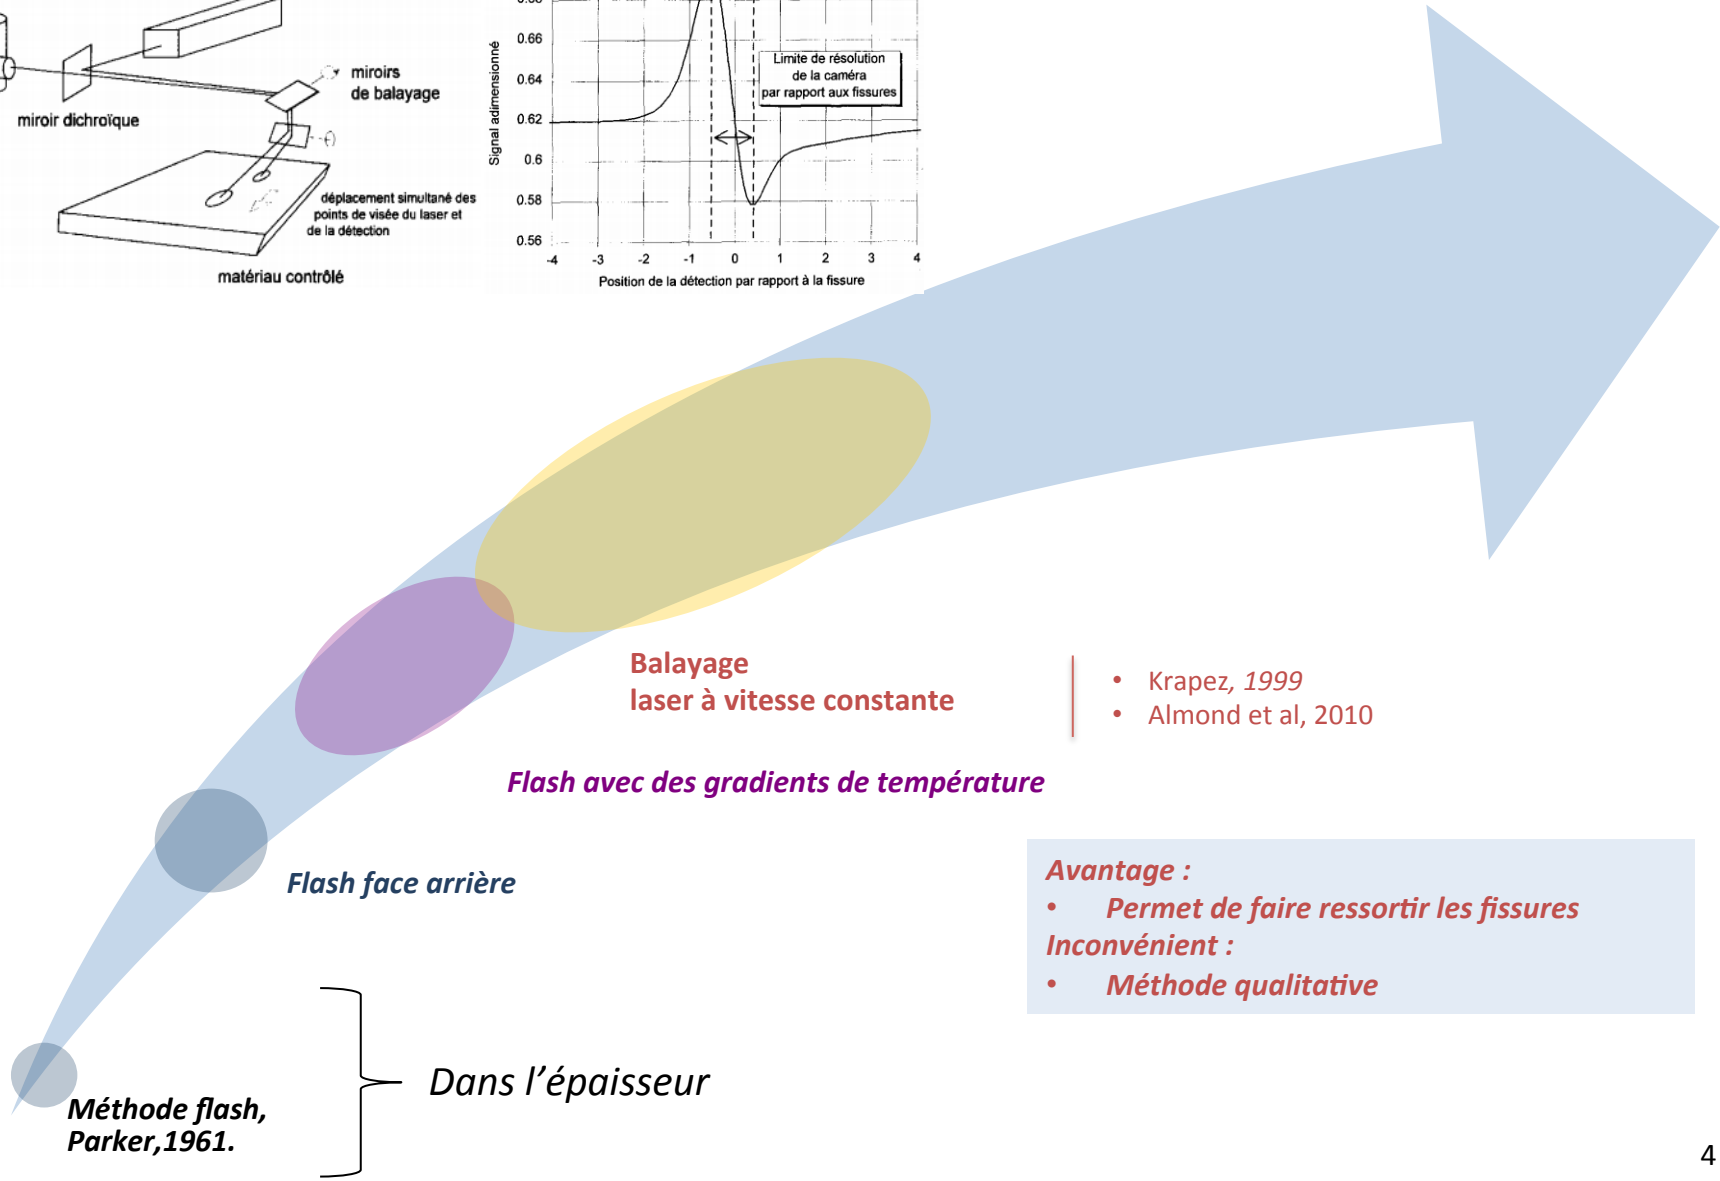 miroir dichroïque
miroirs
de balayage
déplacement simultané des
points de visée du laser et
de la détection
matériau contrôlé
Signal adimensionné
0.66
0.64
0.62
0.6
0.58
0.56
Limite de résolution
de la caméra
par rapport aux fissures
-4 -3 -2 -1 0 1 2 3 4
Position de la détection par rapport à la fissure
Balayage
laser à vitesse constante
• Krapez, 1999
• Almond et al, 2010
Flash avec des gradients de température
Flash face arrière
Avantage :
• Permet de faire ressortir les fissures
Inconvénient :
• Méthode qualitative
Dans l’épaisseur
Méthode flash,
Parker,1961.
4